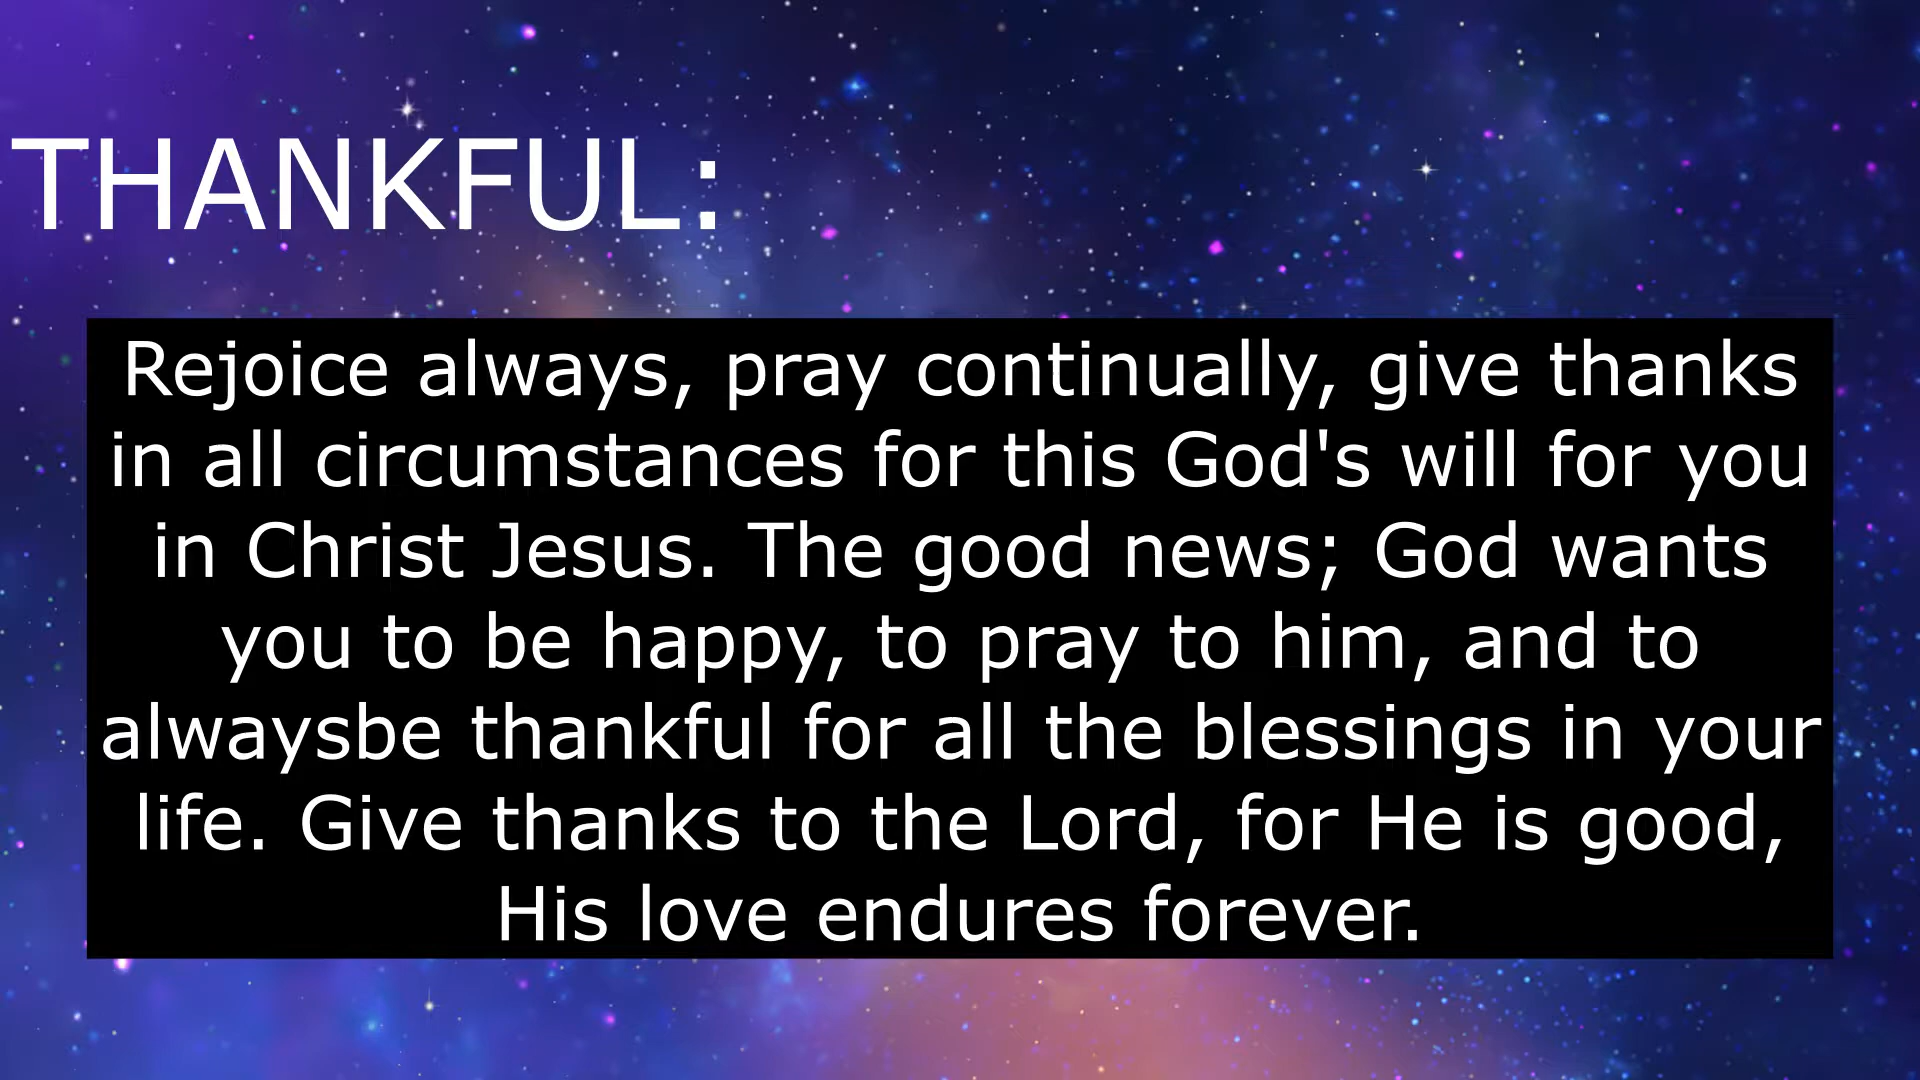 THANKFUL:
Rejoice always, pray continually, give thanks
in all circumstances for this God's will for you
in Christ Jesus. The good news; God wants
you to be happy, to pray to him, and to
alwaysbe thankful for all the blessings in your
life. Give thanks to the Lord, for He is good,
His love endures forever.